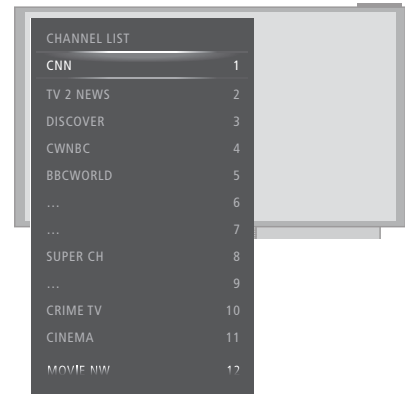 CHANNEL LIST
CNN 1
TV 2 NEWS 2
DISCOVER 3
CWNBC 4
BBCWORLD 5
... 6
... 7
SUPER CH 8
... 9
CRIME TV 10
CINEMA 11
MOVIE NW 12